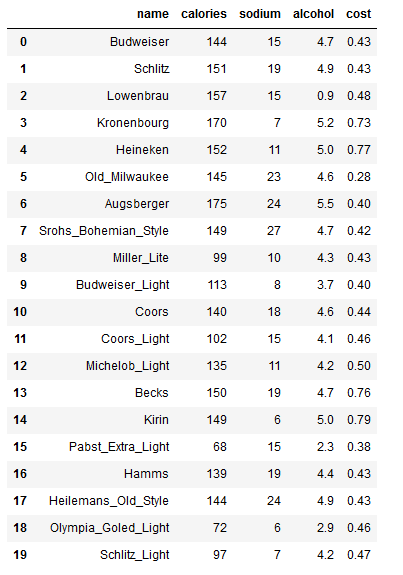 name calories sodium alcohol cost
0 Budweiser 144 15 4.7 0.43
1 Schlitz 151 19 4.9 0.43
2 Lowenbrau 157 15 0.9 0.48
3 Kronenbourg 170 7 5.2 0.73
4 Heineken 152 11 5.0 0.77
5 Old_Milwaukee 145 23 4.6 0.28
6 Augsberger 175 24 5.5 0.40
7 Srohs_Bohemian_Style 149 27 4.7 0.42
8 Miller_Lite 99 10 4.3 0.43
9 Budweiser_Light 113 8 3.7 0.40
10 Coors 140 18 4.6 0.44
11 Coors_Light 102 15 4.1 0.46
12 Michelob_Light 135 11 4.2 0.50
13 Becks 150 19 4.7 0.76
14 Kirin 149 6 5.0 0.79
15 Pabst_Extra_Light 68 15 2.3 0.38
16 Hamms 139 19 4.4 0.43
17 Heilemans_Old_Style 144 24 4.9 0.43
18 Olympia_Goled_Light 72 6 2.9 0.46
19 Schlitz_Light 97 7 4.2 0.47